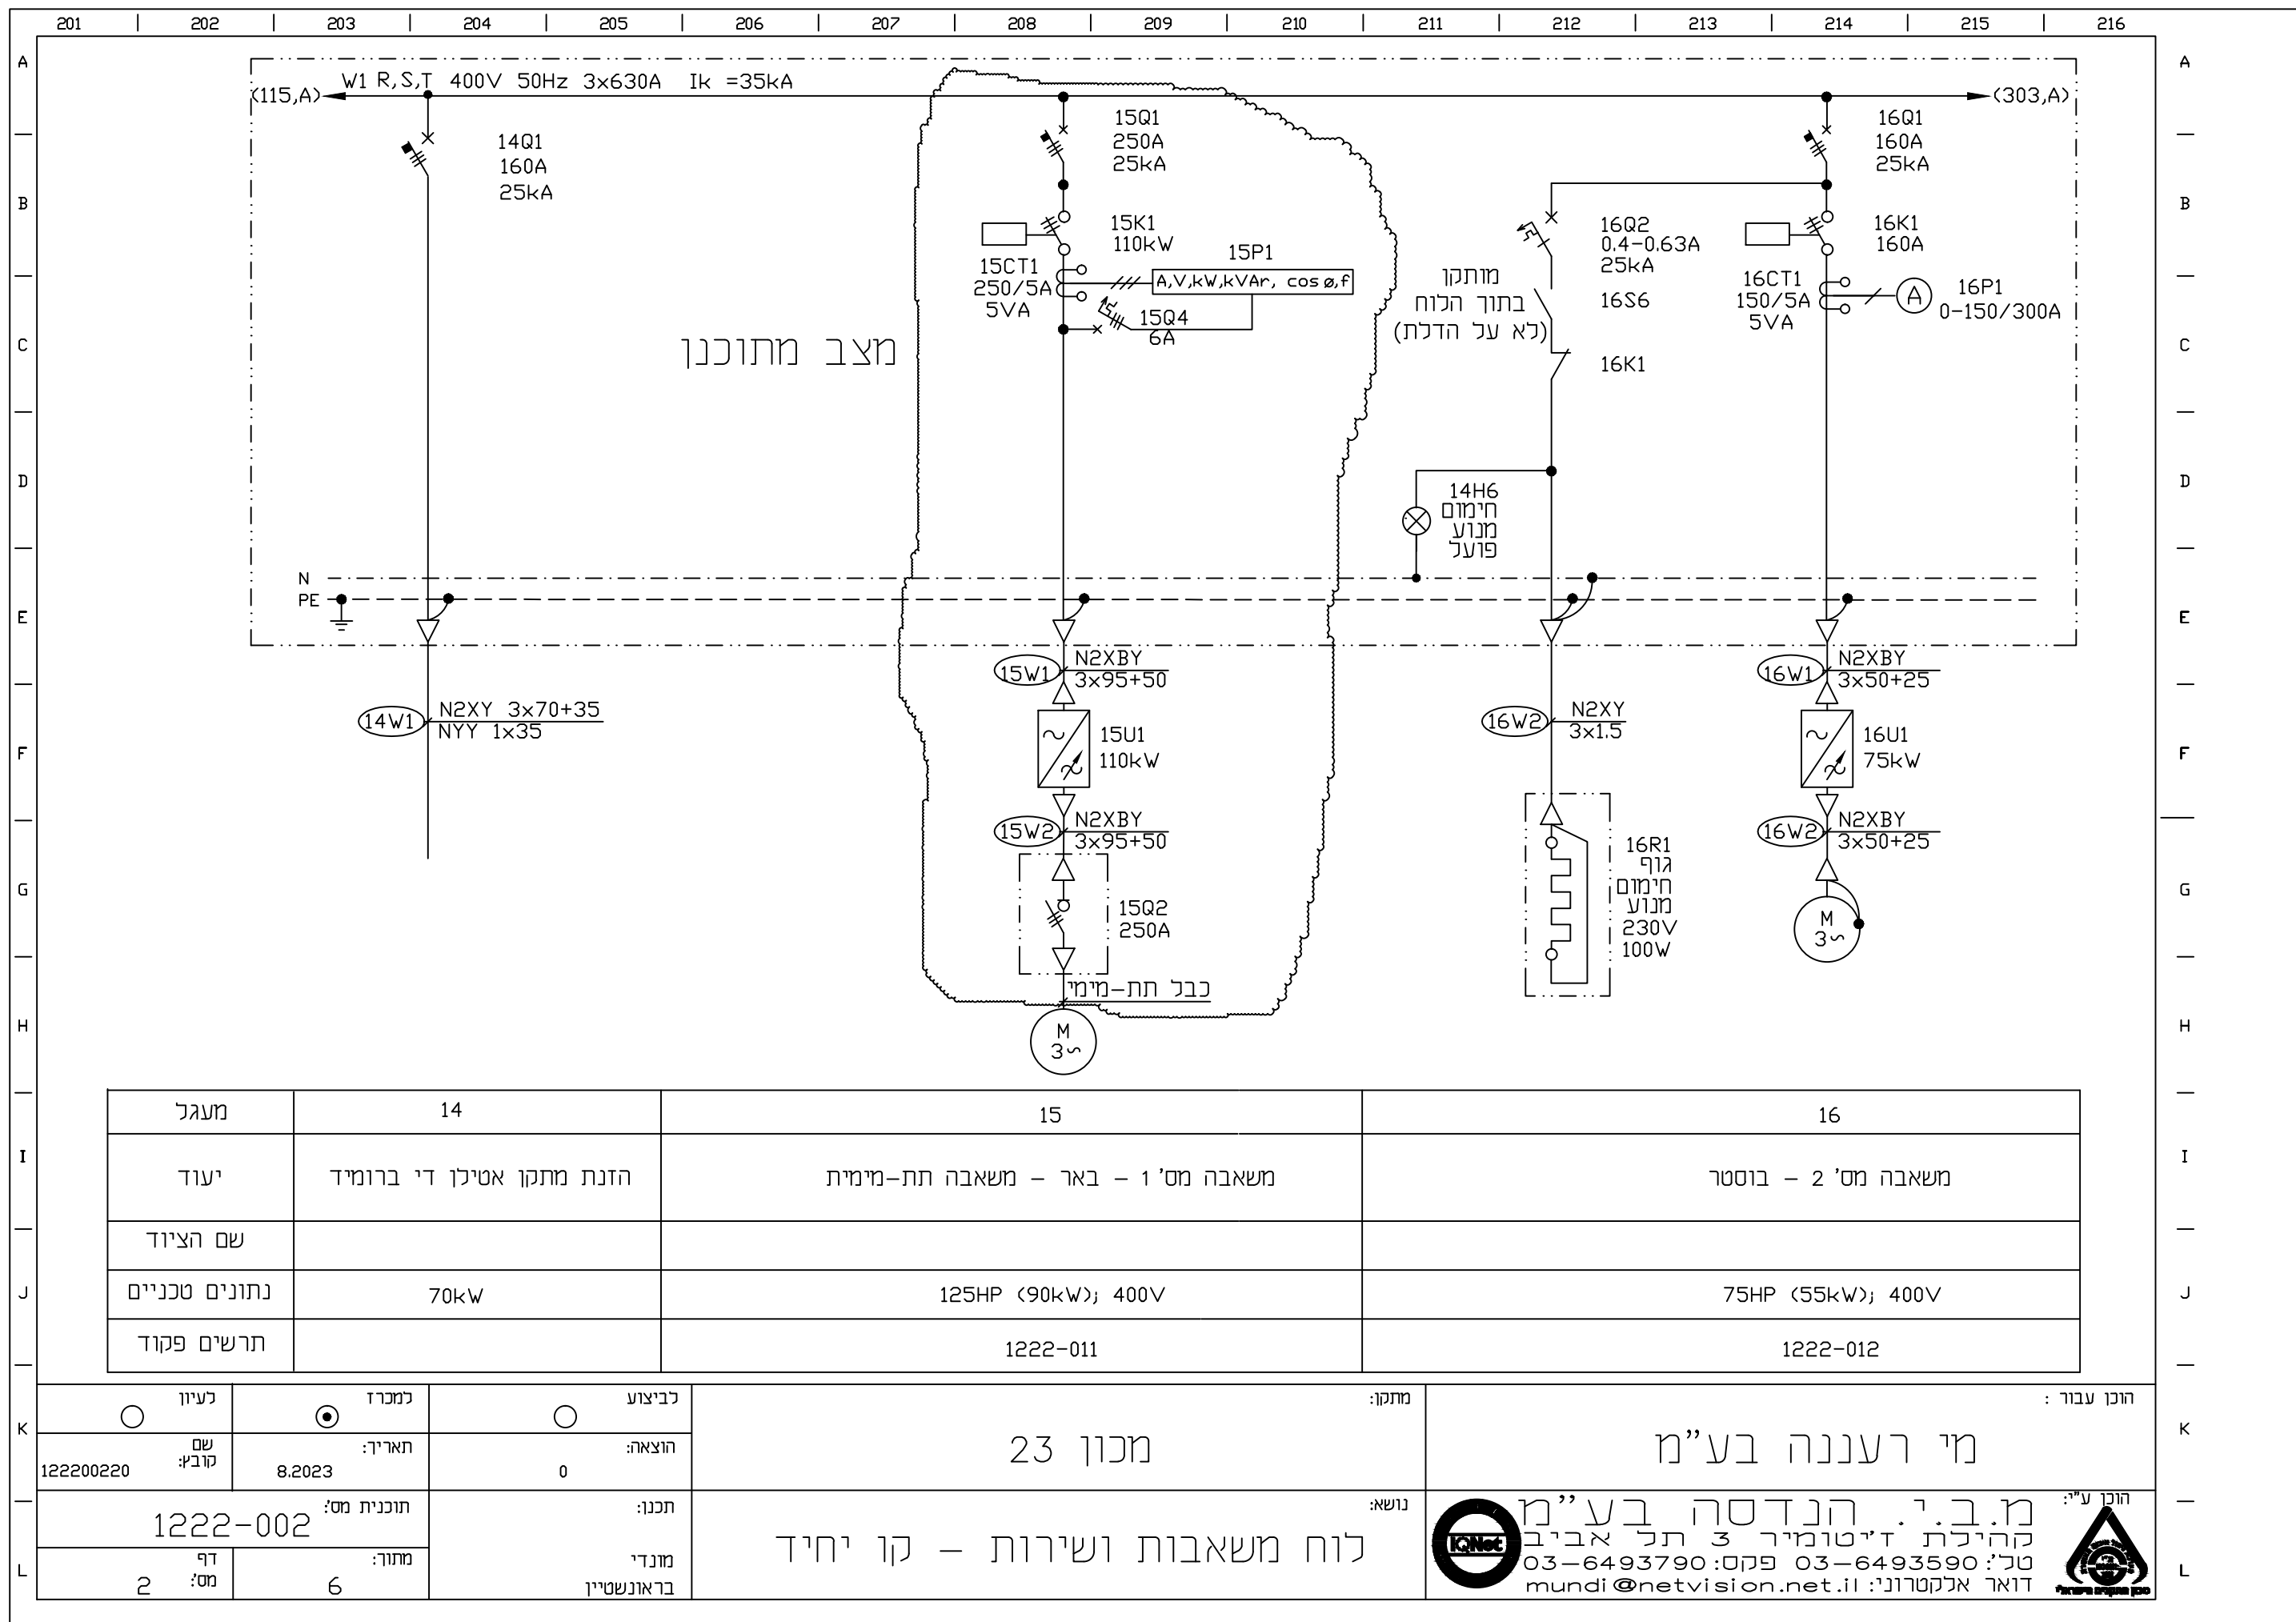 201 202 203 204 205 206 207 208 209 210 211 212 213 214 215 216
A A
B B
C C
D D
E E
F F
G G
H H
I I
J J
K K
L L
(115,A) W1 R,S,T 400V 50Hz 3x630A Ik =35kA (303,A)
14Q1
160A
25kA
15Q1
250A
25kA
15K1
110kW
15CT1
250/5A
5VA
15P1
A,V,kW,kVAr, cos ø,f
15Q4
6A
מצב מתוכנן
מותקן
בתוך הלוח
(לא על הדלת)
16Q2
0.4-0.63A
25kA
16S6
16K1
16Q1
160A
25kA
16K1
160A
16CT1
150/5A
5VA
A
16P1
0-150/300A
14H6
חימום
מנוע
פועל
N
PE
14W1
N2XY 3x70+35
NYY 1x35
15W1
N2XBY
3x95+50
15U1
110kW
15W2
N2XBY
3x95+50
15Q2
250A
כבל תת-מימי
M
3~
16W2
N2XY
3x1.5
16R1
גוף
חימום
מנוע
230V
100W
16W1
N2XBY
3x50+25
16U1
75kW
16W2
N2XBY
3x50+25
M
3~
מעגל 14 15 16
יעוד הזנת מתקן אטילן די ברומיד משאבה מס' 1 - באר - משאבה תת-מימית משאבה מס' 2 - בוסטר
שם הציוד
נתונים טכניים 70kW 125HP (90kW); 400V 75HP (55kW); 400V
תרשים פקוד 1222-011 1222-012
הוכן עבור :
מי רעננה בע"מ
מתקן:
מכון 23
לביצוע
למכרז
לעיון
הוצאה:
0
תאריך:
8.2023
שם
קובץ:
122200220
הוכן ע"י:
מ.ב.י. הנדסה בע"מ
קהילת ז'יטומיר 3 תל אביב
טל': 03-6493590 פקס: 03-6493790
דואר אלקטרוני: mundi@netvision.net.il
IQNet
מכון התקנים הישראלי
נושא:
לוח משאבות ושירות - קו יחיד
תכנן:
מונדי
בראונשטיין
תוכנית מס':
1222-002
מתוך:
6
דף
מס':
2